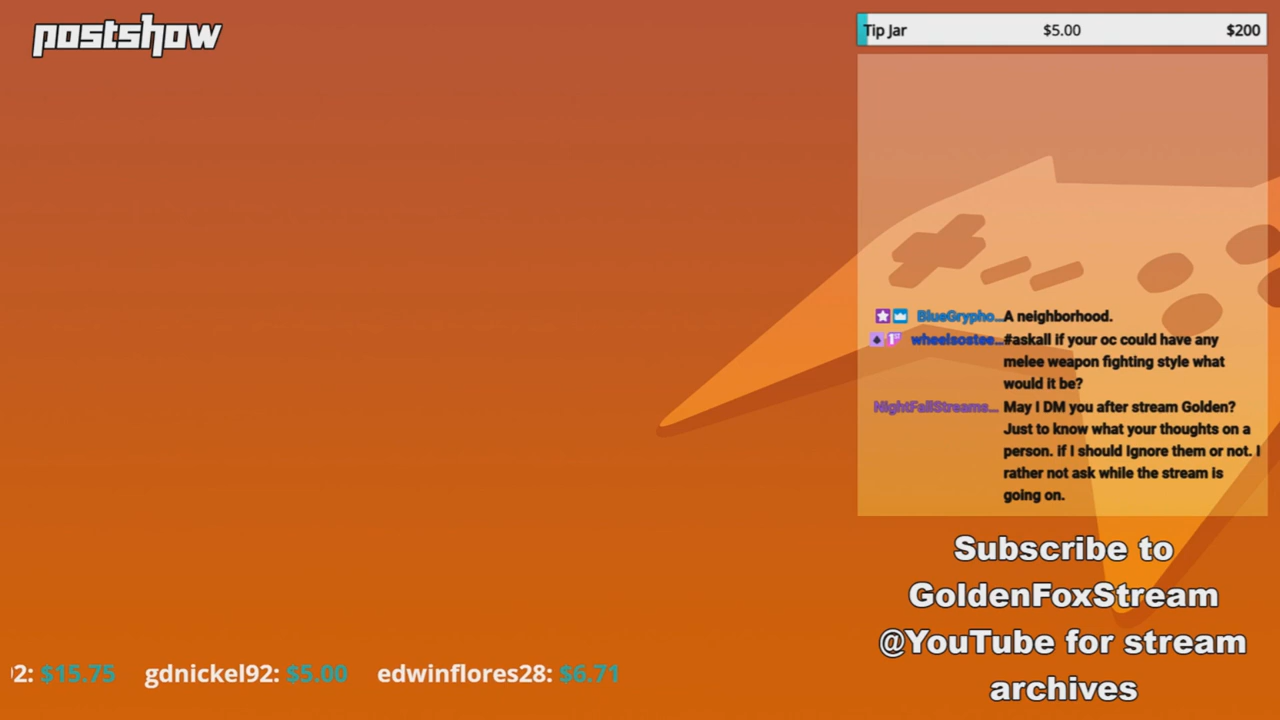 postshow
Tip Jar $5.00 $200
BlueGrypho... A neighborhood.
wheelsostee... #askall if your oc could have any
melee weapon fighting style what
would it be?
NightFallStreams... May I DM you after stream Golden?
Just to know what your thoughts on a
person. if I should Ignore them or not. I
rather not ask while the stream is
going on.
Subscribe to
GoldenFoxStream
@YouTube for stream
archives
2: $15.75 gdnickel92: $5.00 edwinflores28: $6.71